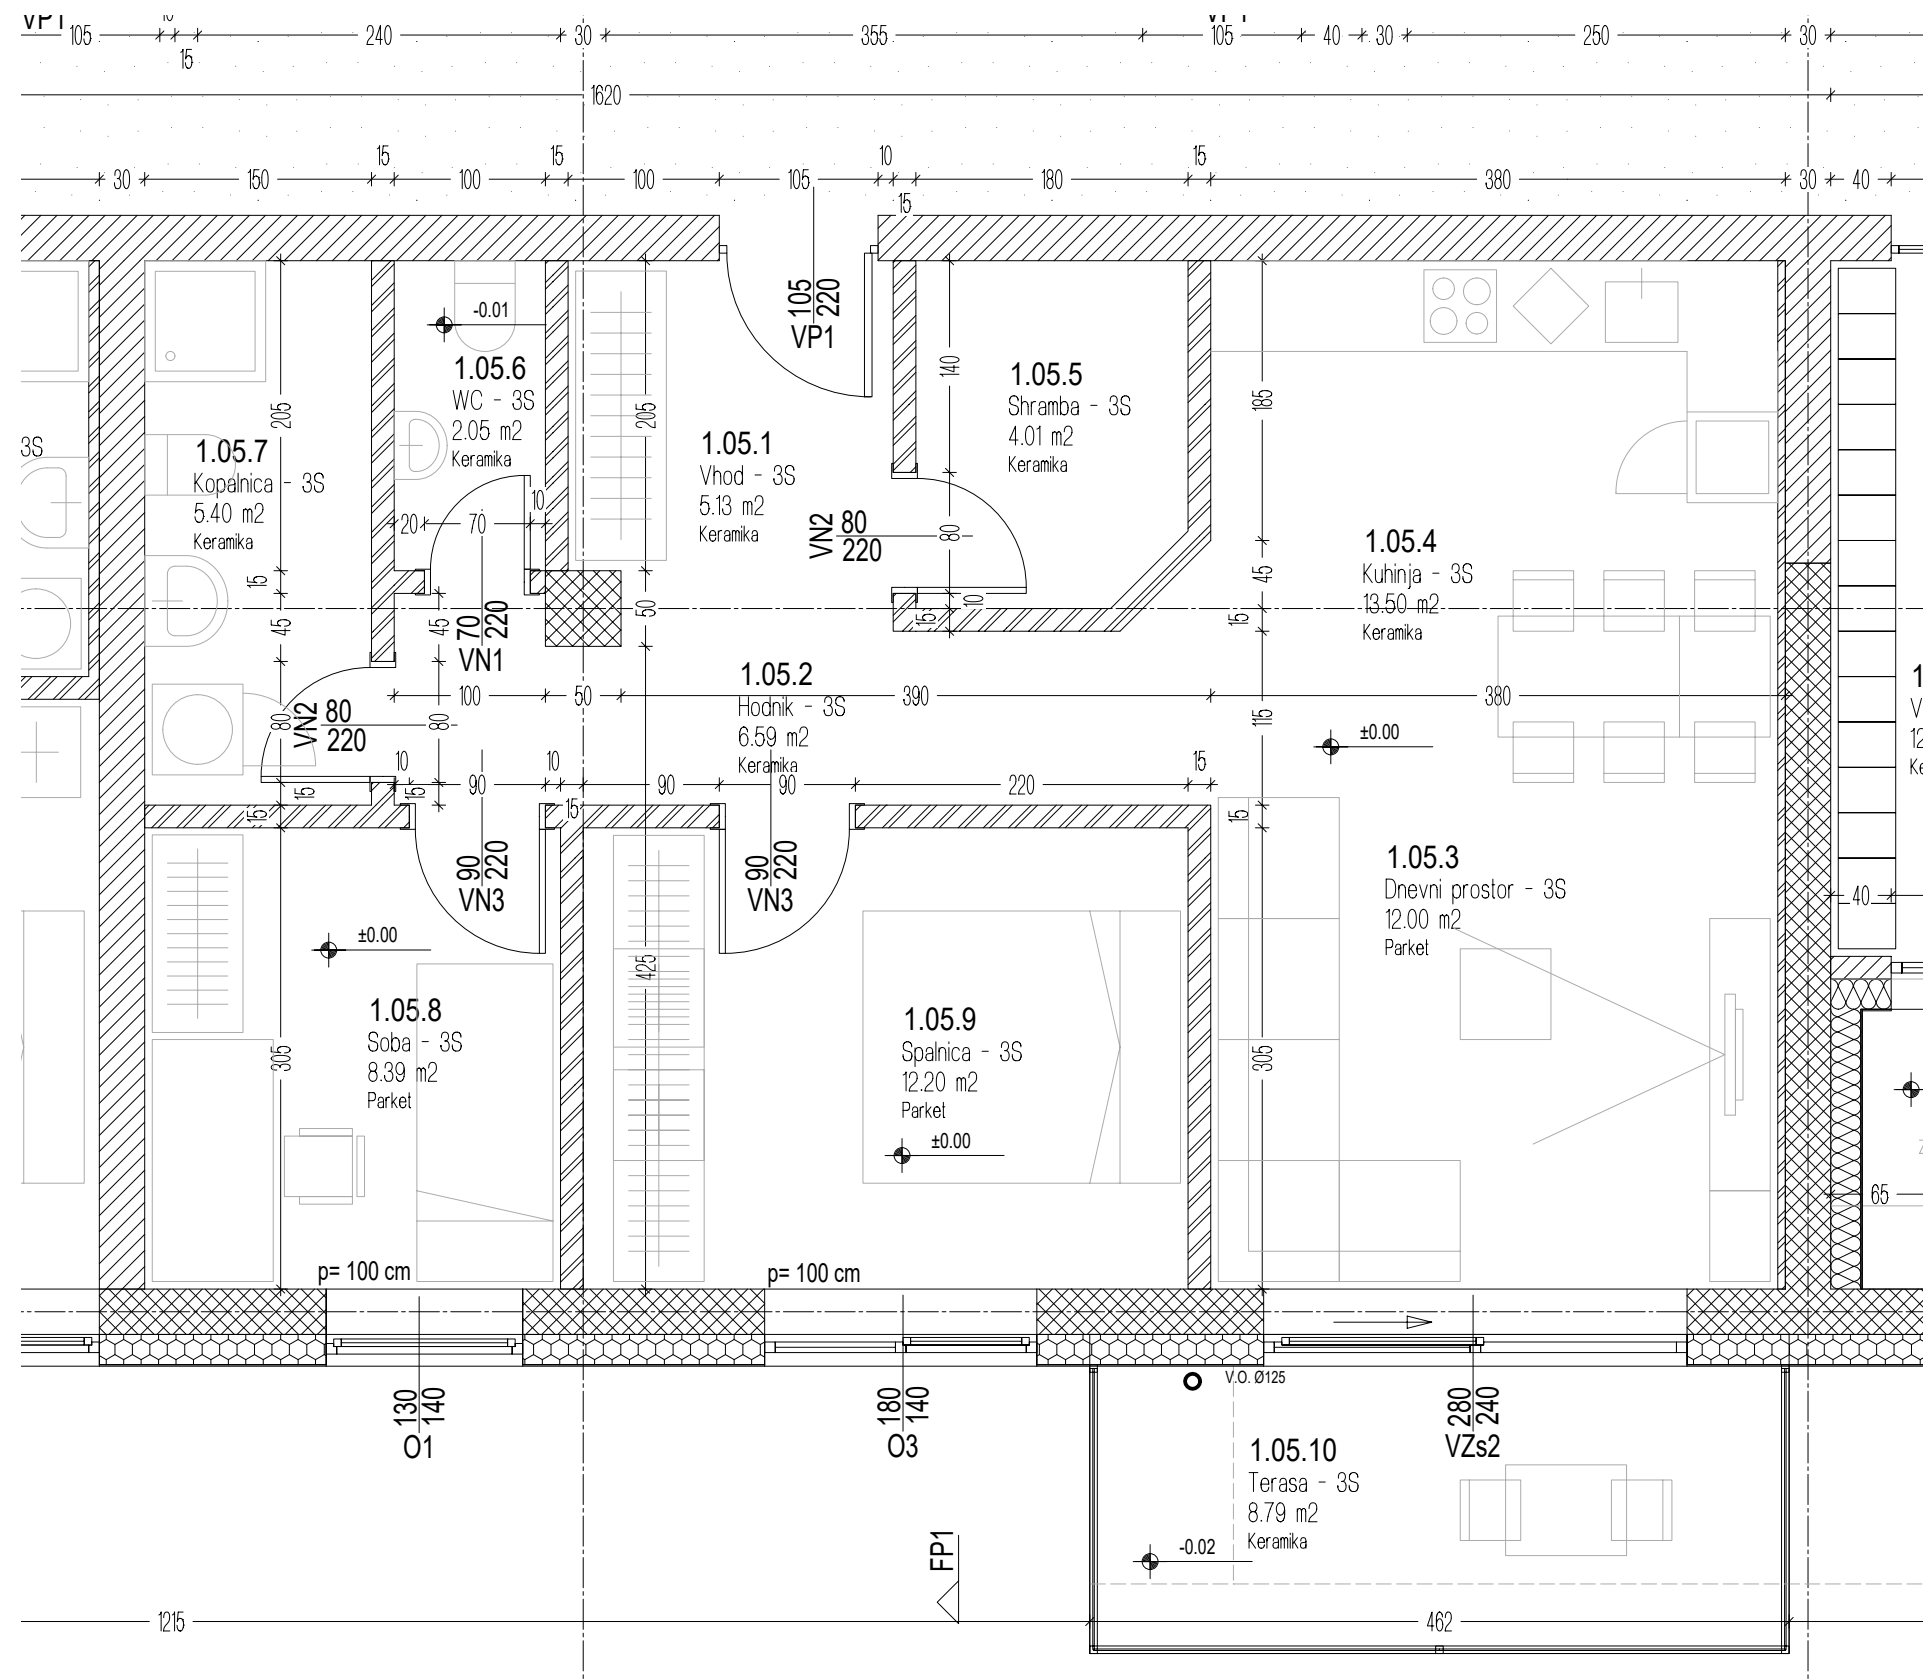 VP1
105
15
240
30
355
105
40
30
250
30
1620
30
150
15
100
15
100
105
10
15
180
15
380
30
40
-0.01
1.05.6
WC - 3S
2.05 m2
Keramika
105
220
VP1
1.05.5
Shramba - 3S
4.01 m2
Keramika
140
185
205
205
3S
1.05.7
Kopalnica - 3S
5.40 m2
Keramika
1.05.1
Vhod - 3S
5.13 m2
Keramika
10
20
70
VN2
80
220
80
1.05.4
Kuhinja - 3S
13.50 m2
Keramika
15
45
45
50
45
15
10
15
70
220
VN1
1.05.2
Hodnik - 3S
6.59 m2
Keramika
100
50
390
380
115
VN2
80
220
80
80
±0.00
10
90
10
90
90
220
15
15
15
15
15
15
90
220
VN3
90
220
VN3
1.05.3
Dnevni prostor - 3S
12.00 m2
Parket
40
±0.00
425
1.05.8
Soba - 3S
8.39 m2
Parket
305
1.05.9
Spalnica - 3S
12.20 m2
Parket
±0.00
305
65
p= 100 cm
p= 100 cm
V.O. Ø125
130
140
O1
180
140
O3
280
240
VZs2
1.05.10
Terasa - 3S
8.79 m2
Keramika
-0.02
FP1
1215
462